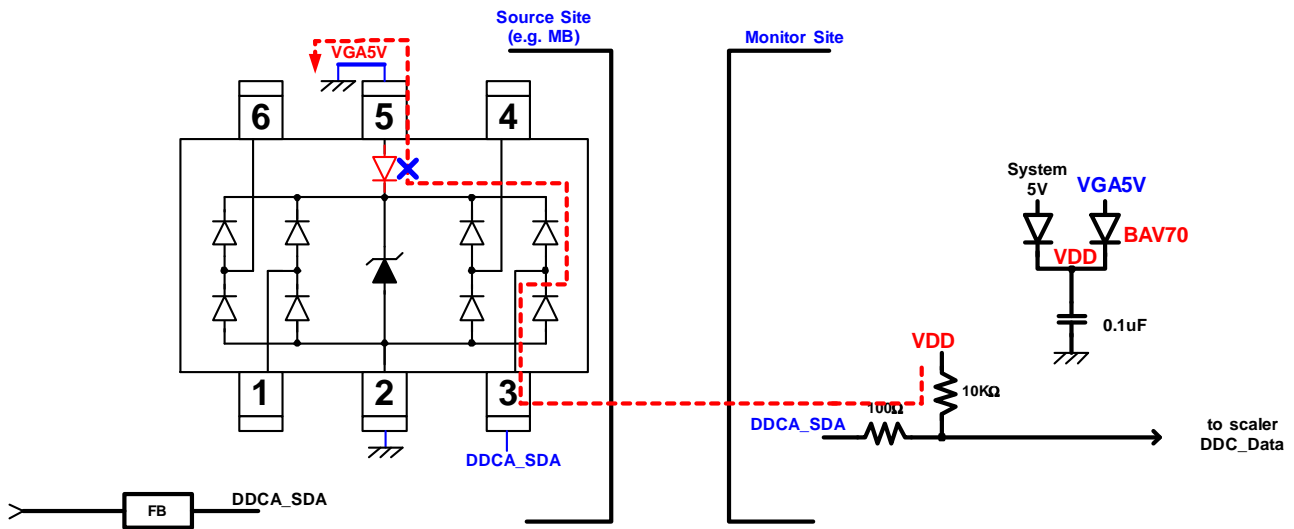 Source Site
(e.g. MB)
Monitor Site
VGA5V
6
5
4
System
5V
VGA5V
BAV70
VDD
0.1uF
VDD
10KΩ
100Ω
1
2
3
DDCA_SDA
DDCA_SDA
to scaler
DDC_Data
FB
DDCA_SDA